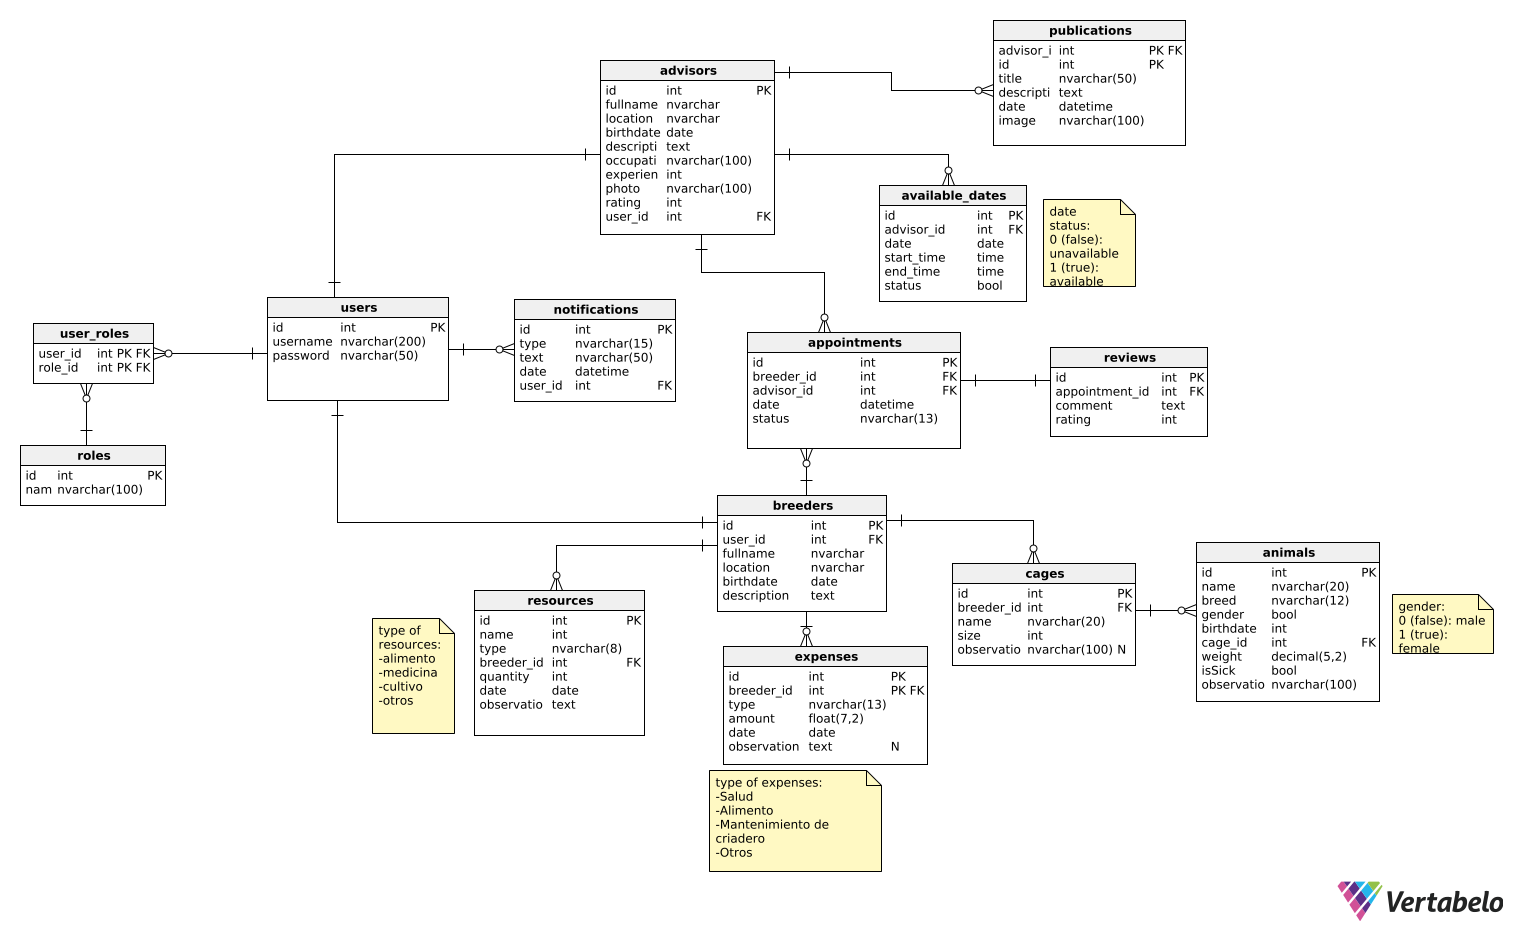 publications
advisor_i int PK FK
id int PK
title nvarchar(50)
descripti text
date datetime
image nvarchar(100)
advisors
id int PK
fullname nvarchar
location nvarchar
birthdate date
descripti text
occupati nvarchar(100)
experien int
photo nvarchar(100)
rating int
user_id int FK
available_dates
id int PK
advisor_id int FK
date date
start_time time
end_time time
status bool
date
status:
0 (false):
unavailable
1 (true):
available
users
id int PK
username nvarchar(200)
password nvarchar(50)
notifications
id int PK
type nvarchar(15)
text nvarchar(50)
date datetime
user_id int FK
user_roles
user_id int PK FK
role_id int PK FK
roles
id int PK
nam nvarchar(100)
appointments
id int PK
breeder_id int FK
advisor_id int FK
date datetime
status nvarchar(13)
reviews
id int PK
appointment_id int FK
comment text
rating int
breeders
id int PK
user_id int FK
fullname nvarchar
location nvarchar
birthdate date
description text
resources
id int PK
name int
type nvarchar(8)
breeder_id int FK
quantity int
date date
observatio text
type of
resources:
-alimento
-medicina
-cultivo
-otros
expenses
id int PK
breeder_id int PK FK
type nvarchar(13)
amount float(7,2)
date date
observation text N
type of expenses:
-Salud
-Alimento
-Mantenimiento de
criadero
-Otros
cages
id int PK
breeder_id int FK
name nvarchar(20)
size int
observatio nvarchar(100) N
animals
id int PK
name nvarchar(20)
breed nvarchar(12)
gender bool
birthdate int
cage_id int FK
weight decimal(5,2)
isSick bool
observatio nvarchar(100)
gender:
0 (false): male
1 (true):
female
Vertabelo